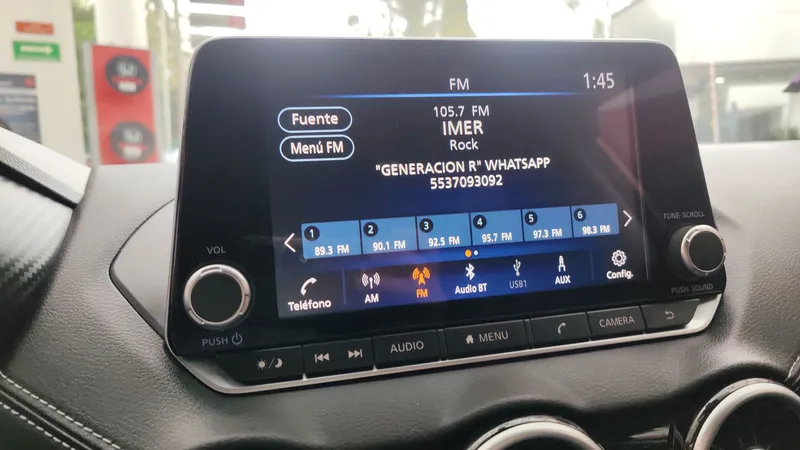 FM
1:45
Fuente
Menú FM
105.7 FM
IMER
Rock
"GENERACION R" WHATSAPP
5537093092
1
89.3 FM
2
90.1 FM
3
92.5 FM
4
95.7 FM
5
97.3 FM
6
98.3 FM
Teléfono
AM
FM
Audio BT
USB1
AUX
Config.
VOL
PUSH
TUNE·SCROLL
PUSH SOUND
AUDIO
MENU
CAMERA